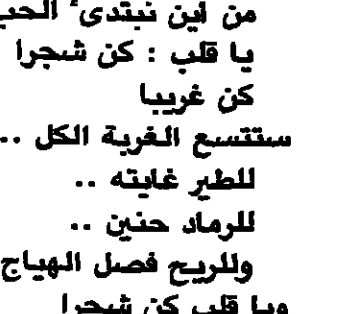 من أين نبتدىء الحب
يا قلب : كن شجرا
كن غريبا
ستتسع الغربة الكل ..
للطير غايته ..
للرماد حنين ..
وللريح فصل الهياج
ويا قلب كن شجرا